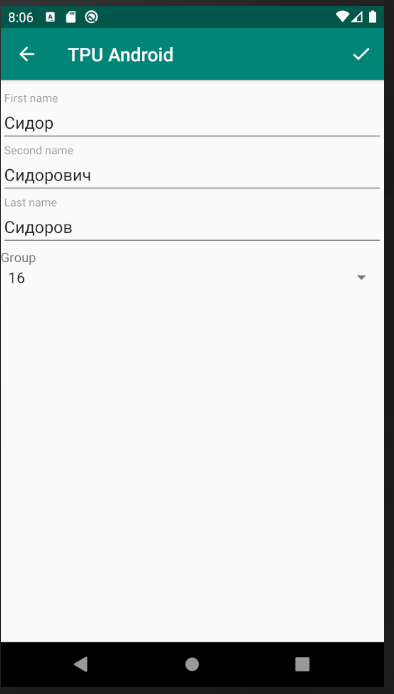 8:06
TPU Android
First name
Сидор
Second name
Сидорович
Last name
Сидоров
Group
16